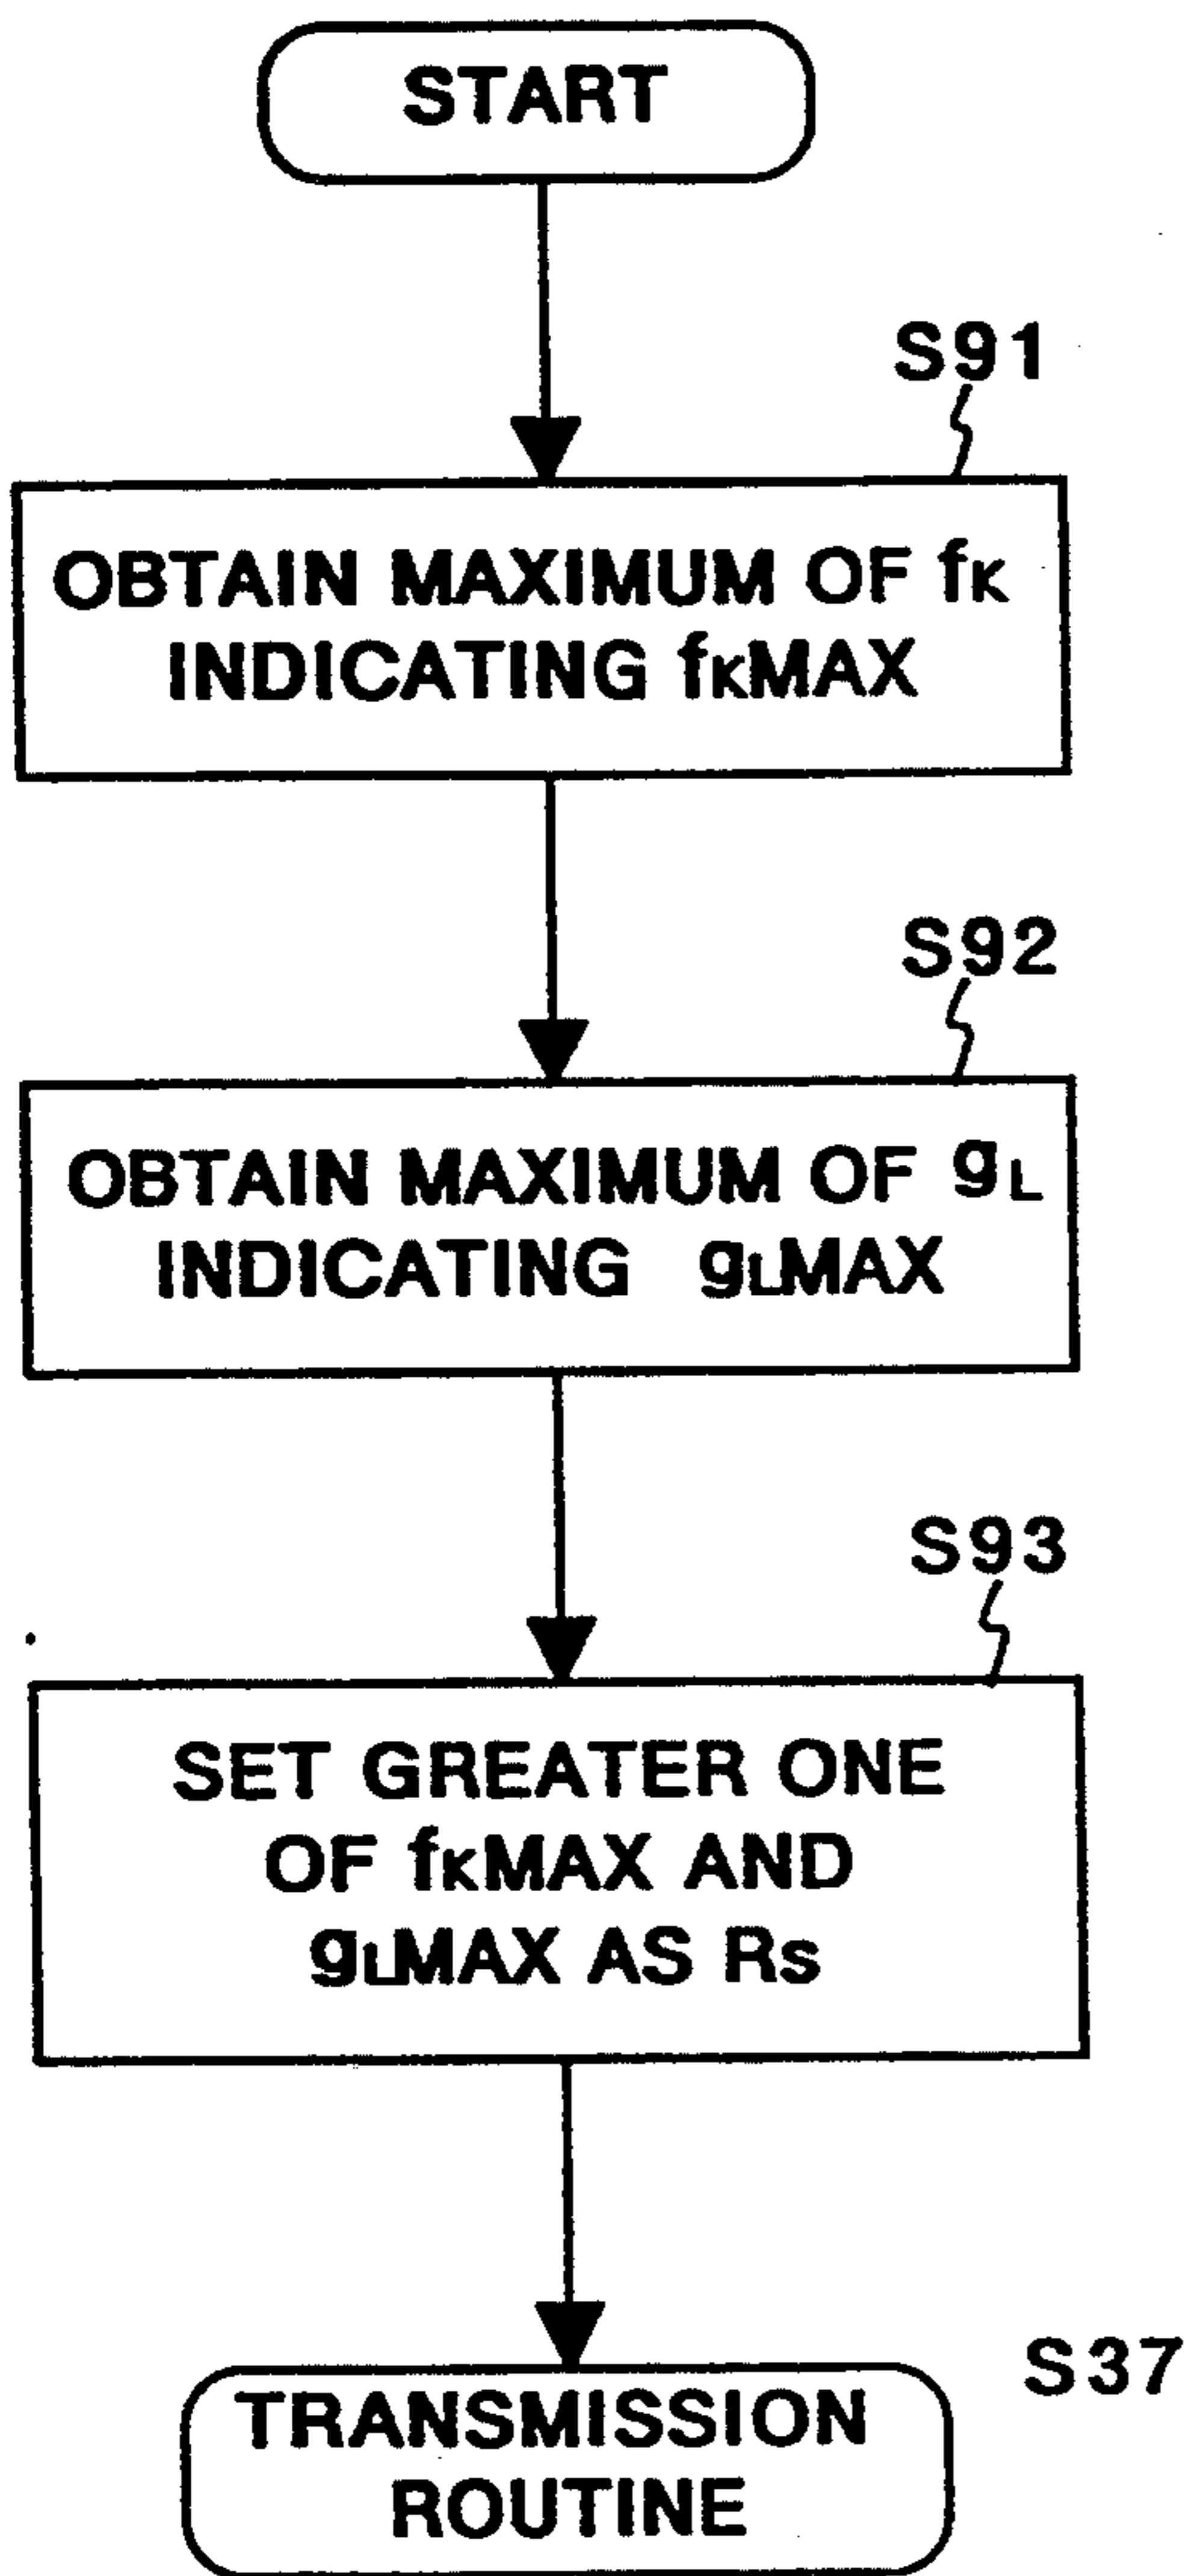 START
S91
OBTAIN MAXIMUM OF fK
INDICATING fKMAX
S92
OBTAIN MAXIMUM OF gL
INDICATING gLMAX
S93
SET GREATER ONE
OF fKMAX AND
gLMAX AS Rs
S37
TRANSMISSION
ROUTINE